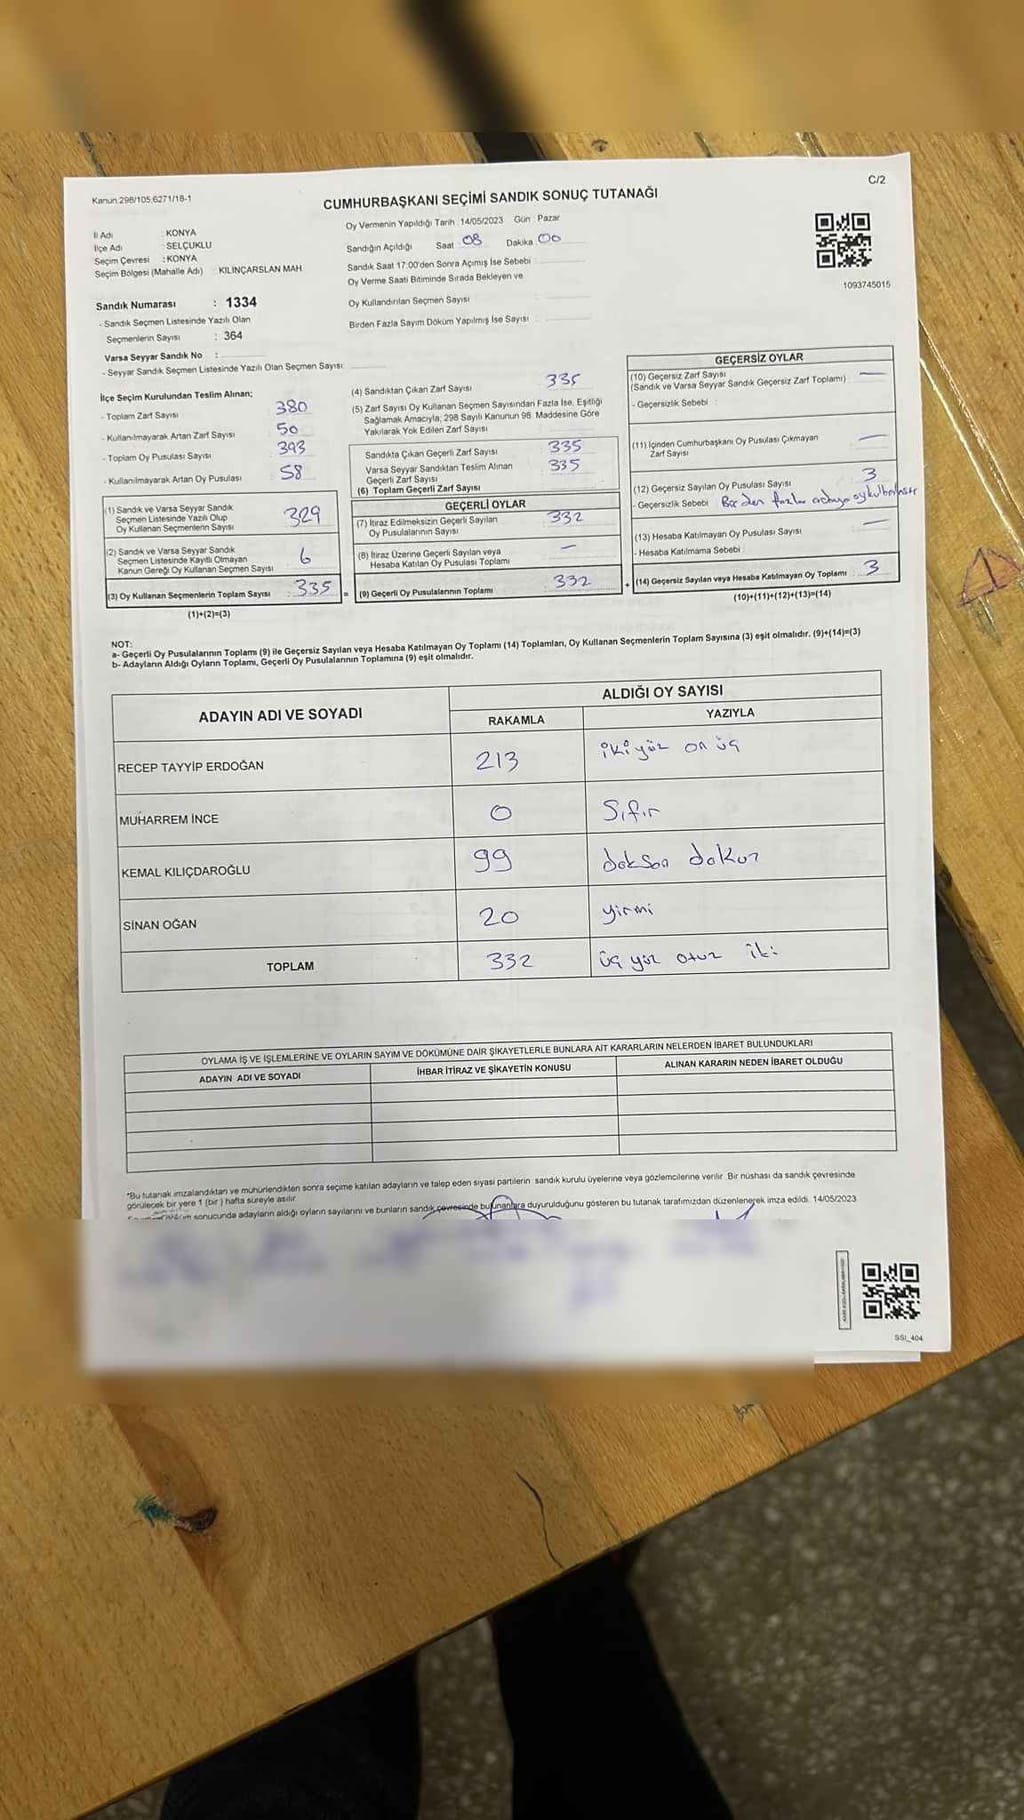 Kanun 298/105,6271/18-1
C/2
CUMHURBAŞKANI SEÇİMİ SANDIK SONUÇ TUTANAĞI
İl Adı : KONYA
İlçe Adı : SELÇUKLU
Seçim Çevresi : KONYA
Seçim Bölgesi (Mahalle Adı) : KILINÇARSLAN MAH.
Sandık Numarası : 1334
- Sandık Seçmen Listesinde Yazılı Olan
Seçmenlerin Sayısı : 364
Varsa Seyyar Sandık No :
- Seyyar Sandık Seçmen Listesinde Yazılı Olan Seçmen Sayısı:
Oy Vermenin Yapıldığı Tarih : 14/05/2023 Gün : Pazar
Sandığın Açıldığı Saat 08 Dakika 00
Sandık Saat 17:00'den Sonra Açımış İse Sebebi :
Oy Verme Saati Bitiminde Sırada Bekleyen ve
Oy Kullandırılan Seçmen Sayısı :
Birden Fazla Sayım Döküm Yapılmış İse Sayısı :
1093745015
İlçe Seçim Kurulundan Teslim Alınan;
- Toplam Zarf Sayısı 380
- Kullanılmayarak Artan Zarf Sayısı 50
- Toplam Oy Pusulası Sayısı 393
- Kullanılmayarak Artan Oy Pusulası 58
(1) Sandık ve Varsa Seyyar Sandık
Seçmen Listesinde Yazılı Olup
Oy Kullanan Seçmenlerin Sayısı 329
(2) Sandık ve Varsa Seyyar Sandık
Seçmen Listesinde Kayıtlı Olmayan
Kanun Gereği Oy Kullanan Seçmen Sayısı 6
(3) Oy Kullanan Seçmenlerin Toplam Sayısı : 335 =
(1)+(2)=(3)
(4) Sandıktan Çıkan Zarf Sayısı 335
(5) Zarf Sayısı Oy Kullanan Seçmen Sayısından Fazla İse, Eşitliği
Sağlamak Amacıyla; 298 Sayılı Kanunun 98. Maddesine Göre
Yakılarak Yok Edilen Zarf Sayısı
Sandıkta Çıkan Geçerli Zarf Sayısı 335
Varsa Seyyar Sandıktan Teslim Alınan
Geçerli Zarf Sayısı 335
(6) Toplam Geçerli Zarf Sayısı
GEÇERLİ OYLAR
(7) İtiraz Edilmeksizin Geçerli Sayılan
Oy Pusulalarının Sayısı 332
(8) İtiraz Üzerine Geçerli Sayılan veya
Hesaba Katılan Oy Pusulası Toplamı —
(9) Geçerli Oy Pusulalarının Toplamı 332 +
GEÇERSİZ OYLAR
(10) Geçersiz Zarf Sayısı —
(Sandık ve Varsa Seyyar Sandık Geçersiz Zarf Toplamı)
- Geçersizlik Sebebi :
(11) İçinden Cumhurbaşkanı Oy Pusulası Çıkmayan
Zarf Sayısı —
(12) Geçersiz Sayılan Oy Pusulası Sayısı 3
- Geçersizlik Sebebi : Birden fazla adaya
(13) Hesaba Katılmayan Oy Pusulası Sayısı —
- Hesaba Katılmama Sebebi :
(14) Geçersiz Sayılan veya Hesaba Katılmayan Oy Toplamı 3
(10)+(11)+(12)+(13)=(14)
NOT:
a- Geçerli Oy Pusulalarının Toplamı (9) ile Geçersiz Sayılan veya Hesaba Katılmayan Oy Toplamı (14) Toplamları, Oy Kullanan Seçmenlerin Toplam Sayısına (3) eşit olmalıdır. (9)+(14)=(3)
b- Adayların Aldığı Oyların Toplamı, Geçerli Oy Pusulalarının Toplamına (9) eşit olmalıdır.
ADAYIN ADI VE SOYADI
ALDIĞI OY SAYISI
RAKAMLA YAZIYLA
RECEP TAYYİP ERDOĞAN 213 iki yüz on üç
MUHARREM İNCE 0 Sıfır
KEMAL KILIÇDAROĞLU 99 doksan dokuz
SİNAN OĞAN 20 yirmi
TOPLAM 332 üç yüz otuz iki
OYLAMA İŞ VE İŞLEMLERİNE VE OYLARIN SAYIM VE DÖKÜMÜNE DAİR ŞİKAYETLERLE BUNLARA AİT KARARLARIN NELERDEN İBARET BULUNDUKLARI
ADAYIN ADI VE SOYADI İHBAR İTİRAZ VE ŞİKAYETİN KONUSU ALINAN KARARIN NEDEN İBARET OLDUĞU
*Bu tutanak imzalandıktan ve mühürlendikten sonra seçime katılan adayların ve talep eden siyasi partilerin sandık kurulu üyelerine veya gözlemcilerine verilir. Bir nüshası da sandık çevresinde
görülecek bir yere 1 (bir) hafta süreyle asılır.
sonucunda adayların aldığı oyların sayılarını ve bunların sandık çevresinde bulunanlara duyurulduğunu gösteren bu tutanak tarafımızdan düzenlenerek imza edildi. 14/05/2023
SSI_404